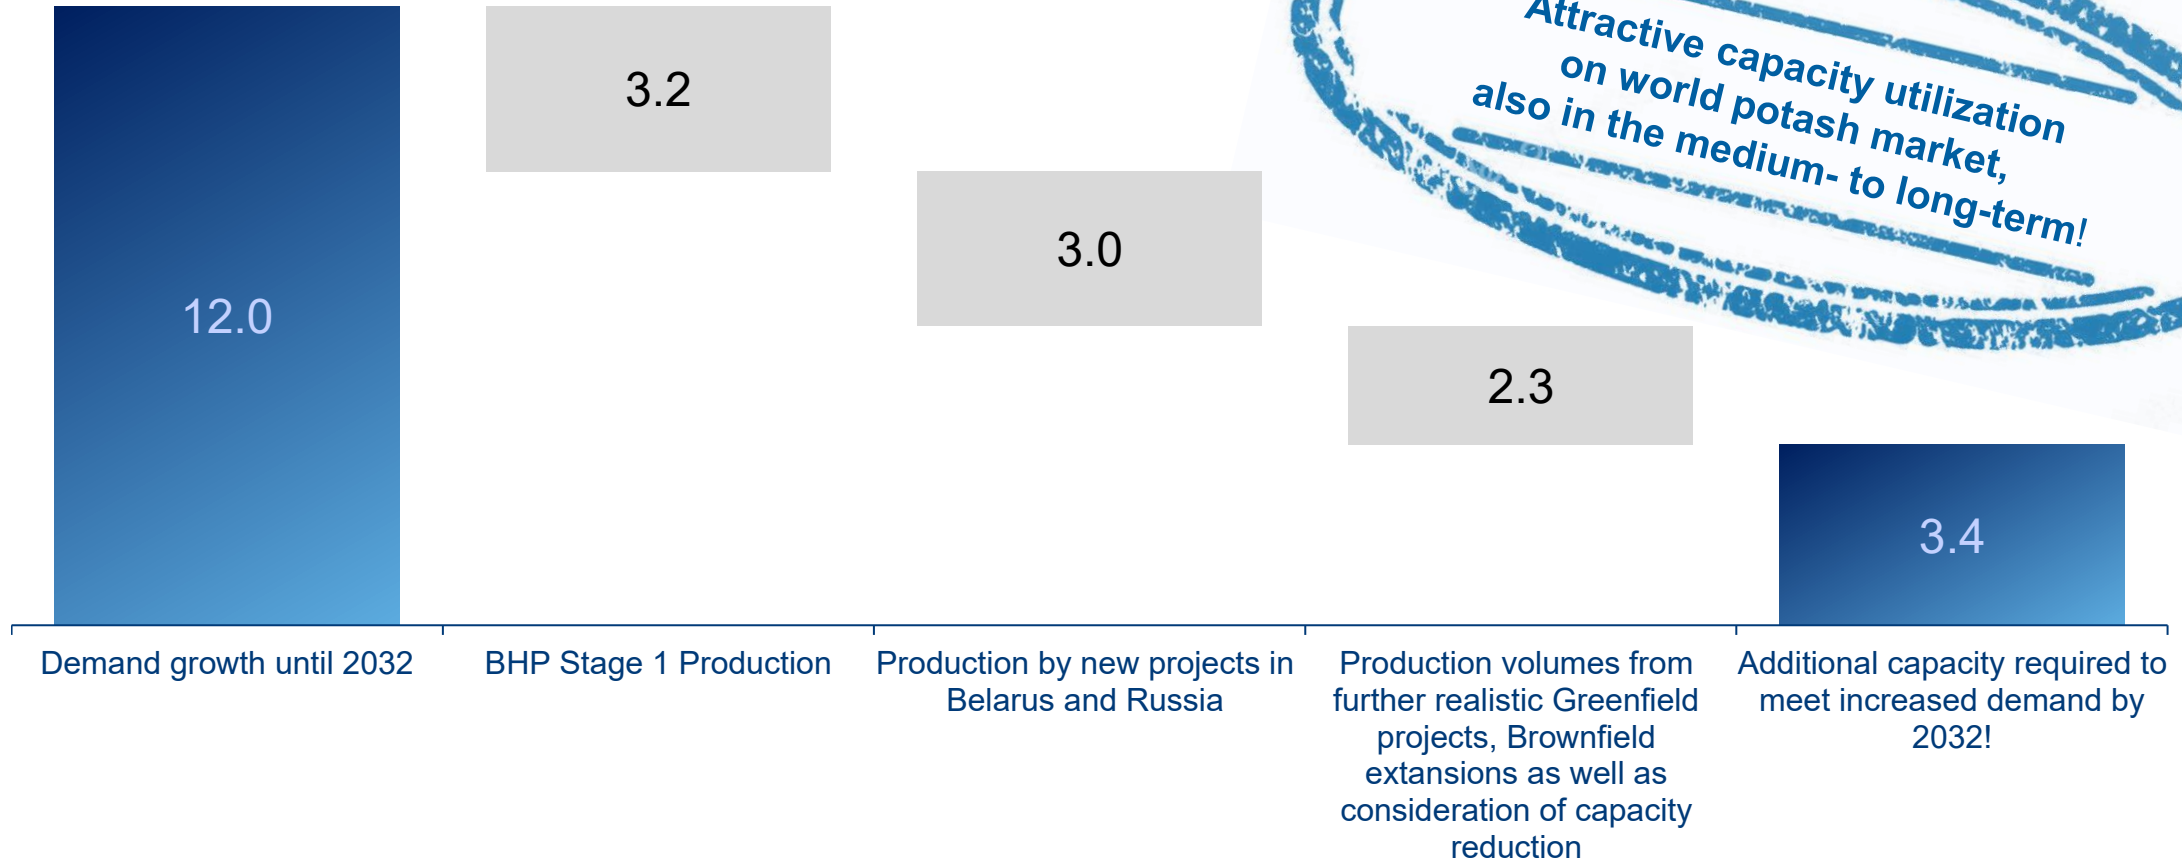 Attractive capacity utilization
on world potash market,
also in the medium- to long-term!
12.0
3.2
3.0
2.3
3.4
Demand growth until 2032
BHP Stage 1 Production
Production by new projects in
Belarus and Russia
Production volumes from
further realistic Greenfield
projects, Brownfield
extansions as well as
consideration of capacity
reduction
Additional capacity required to
meet increased demand by
2032!